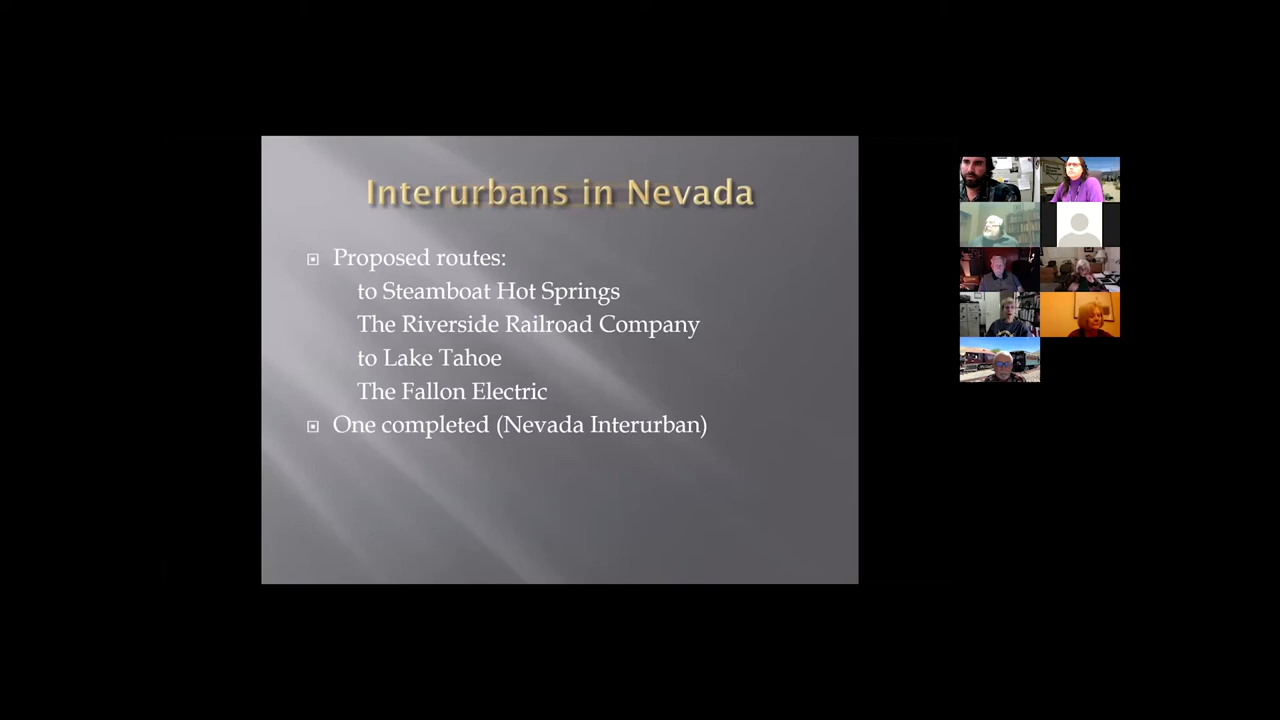 Interurbans in Nevada
Proposed routes:
to Steamboat Hot Springs
The Riverside Railroad Company
to Lake Tahoe
The Fallon Electric
One completed (Nevada Interurban)